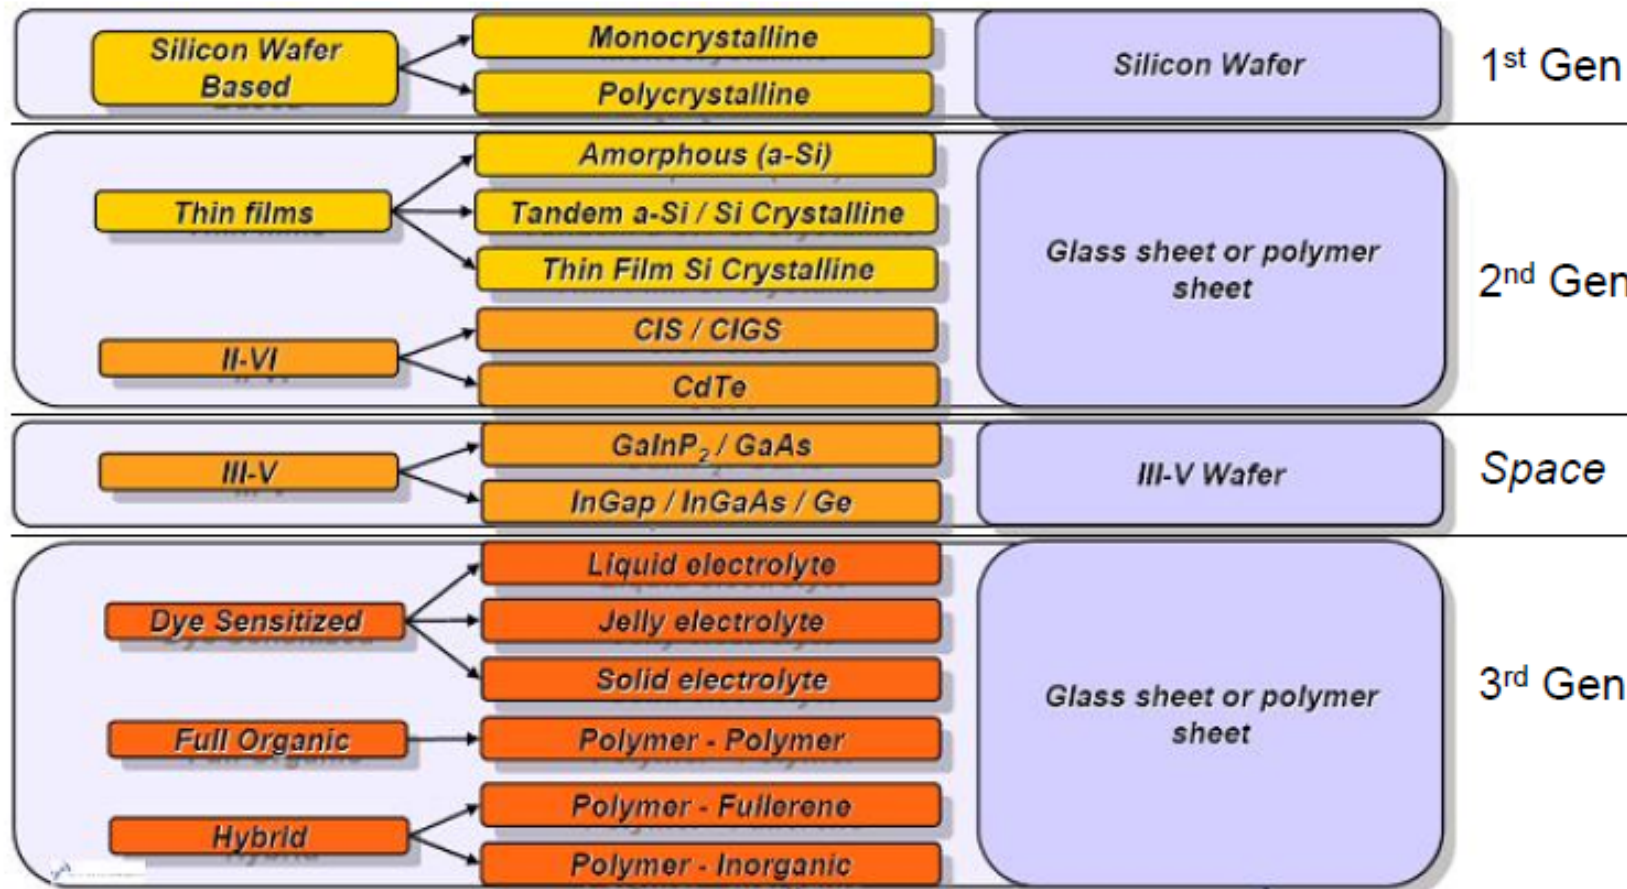 Silicon Wafer
Based
Monocrystalline
Polycrystalline
Silicon Wafer
1st Gen
Thin films
Amorphous (a-Si)
Tandem a-Si / Si Crystalline
Thin Film Si Crystalline
II-VI
CIS / CIGS
CdTe
Glass sheet or polymer
sheet
2nd Gen
III-V
GaInP2 / GaAs
InGap / InGaAs / Ge
III-V Wafer
Space
Dye Sensitized
Liquid electrolyte
Jelly electrolyte
Solid electrolyte
Full Organic
Polymer - Polymer
Hybrid
Polymer - Fullerene
Polymer - Inorganic
Glass sheet or polymer
sheet
3rd Gen